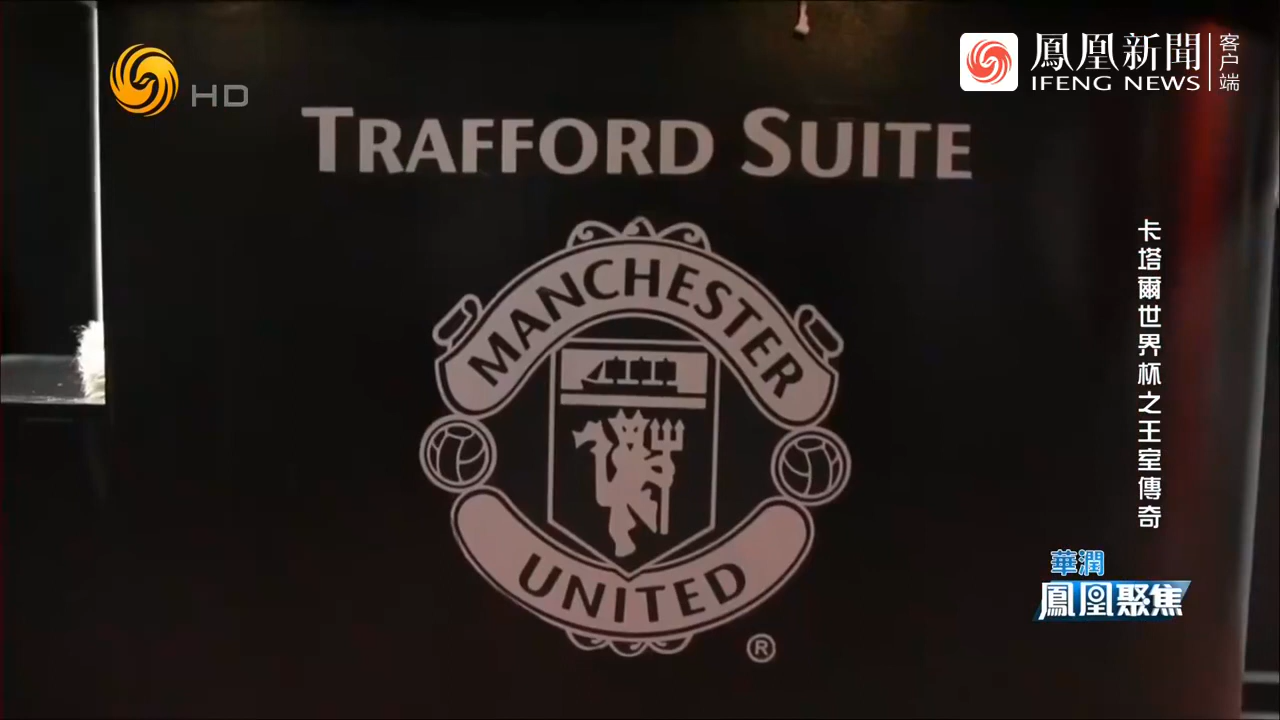 HD
鳳凰新聞
IFENG NEWS
客户端
TRAFFORD SUITE
MANCHESTER
UNITED
®
卡塔爾世界杯之王室傳奇
華潤
鳳凰聚焦